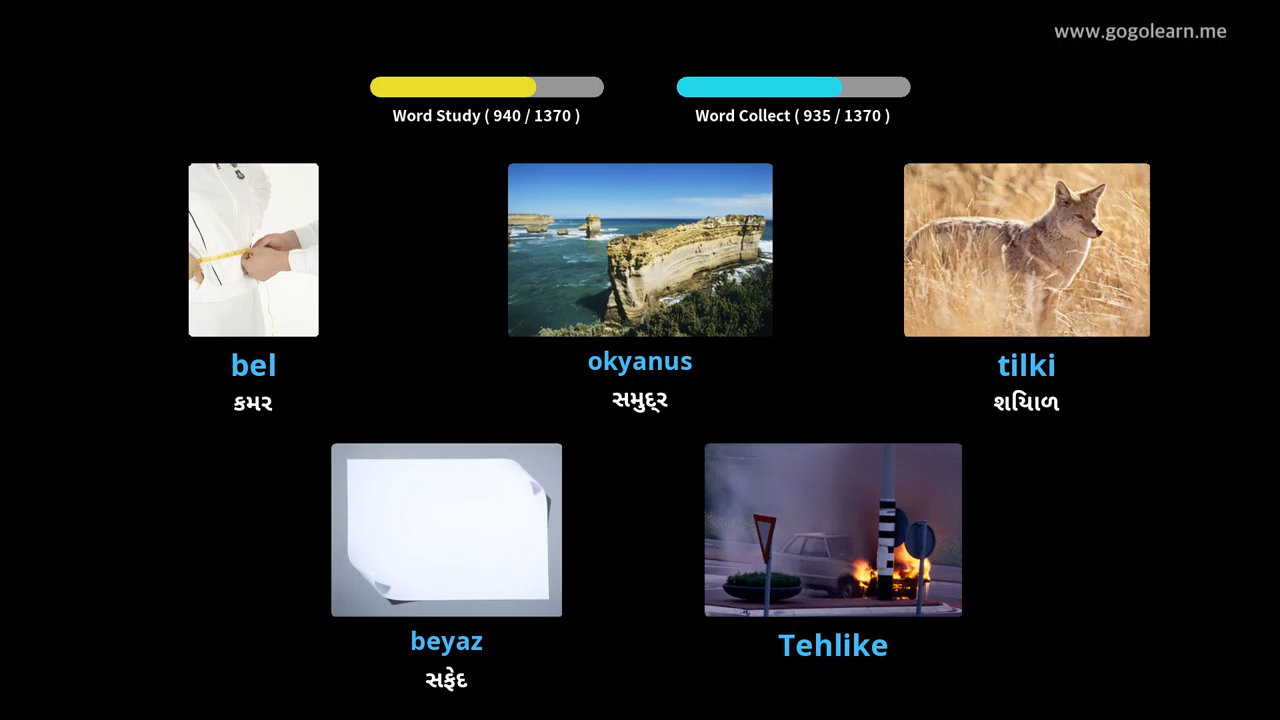 www.gogolearn.me
Word Study ( 940 / 1370 )
Word Collect ( 935 / 1370 )
bel
કમર
okyanus
સમુદ્ર
tilki
શિયાળ
beyaz
સફેદ
Tehlike